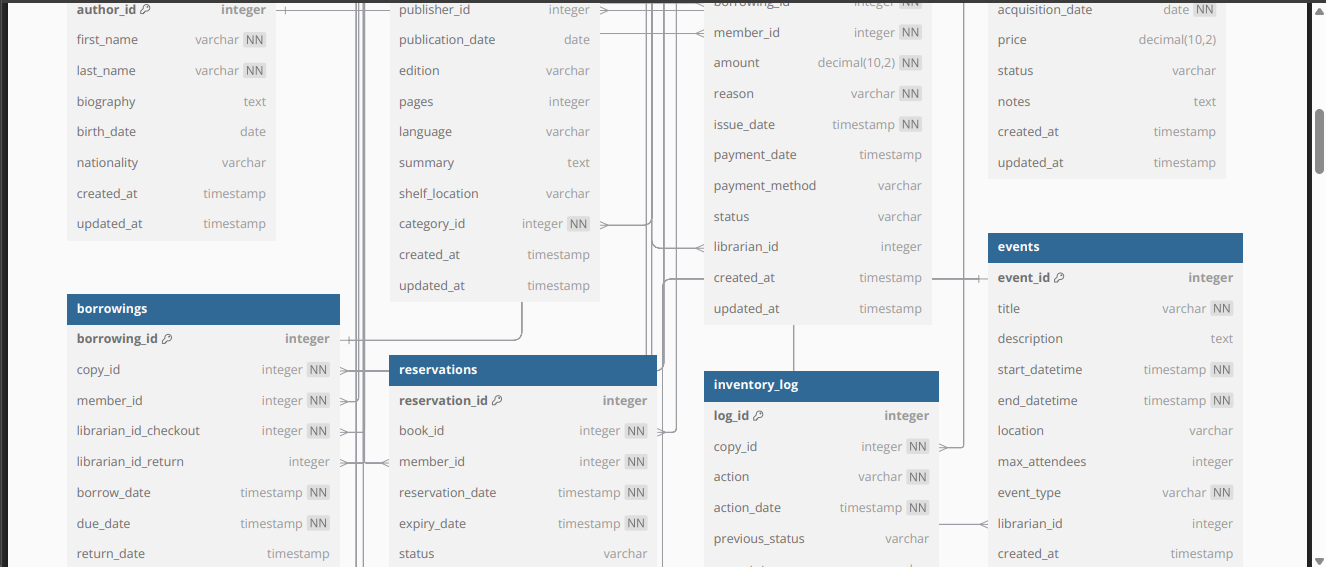 author_id integer
first_name varchar NN
last_name varchar NN
biography text
birth_date date
nationality varchar
created_at timestamp
updated_at timestamp
borrowings
borrowing_id integer
copy_id integer NN
member_id integer NN
librarian_id_checkout integer NN
librarian_id_return integer
borrow_date timestamp NN
due_date timestamp NN
return_date timestamp
publisher_id integer
publication_date date
edition varchar
pages integer
language varchar
summary text
shelf_location varchar
category_id integer NN
created_at timestamp
updated_at timestamp
reservations
reservation_id integer
book_id integer NN
member_id integer NN
reservation_date timestamp NN
expiry_date timestamp NN
status varchar
borrowing_id integer
member_id integer NN
amount decimal(10,2) NN
reason varchar NN
issue_date timestamp NN
payment_date timestamp
payment_method varchar
status varchar
librarian_id integer
created_at timestamp
updated_at timestamp
inventory_log
log_id integer
copy_id integer NN
action varchar NN
action_date timestamp NN
previous_status varchar
acquisition_date date NN
price decimal(10,2)
status varchar
notes text
created_at timestamp
updated_at timestamp
events
event_id integer
title varchar NN
description text
start_datetime timestamp NN
end_datetime timestamp NN
location varchar
max_attendees integer
event_type varchar NN
librarian_id integer
created_at timestamp